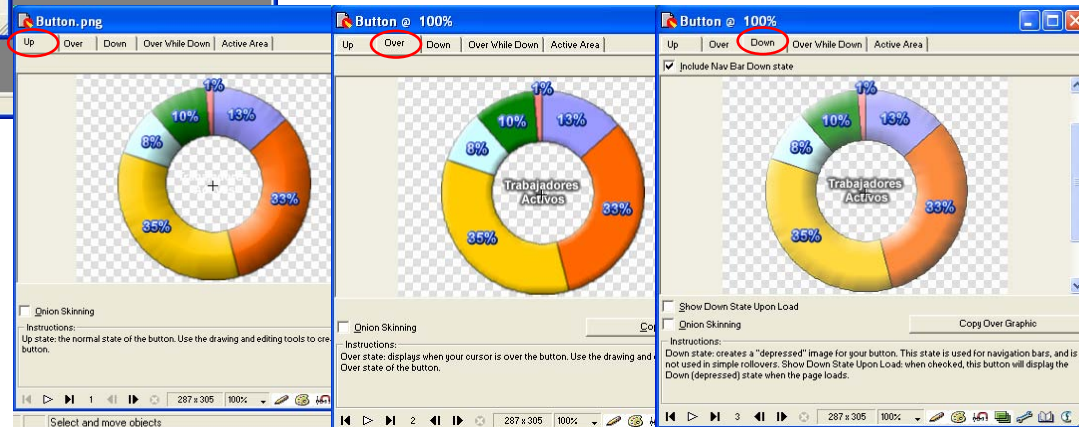 Button.png
Up Over Down Over While Down Active Area
1%
10% 13%
8%
33%
35%
Onion Skinning
Instructions:
Up state: the normal state of the button. Use the drawing and editing tools to
button.
1 287 x 305 100%
Select and move objects
Button @ 100%
Up Over Down Over While Down Active Area
1%
10% 13%
8%
Trabajadores
Activos
33%
35%
Onion Skinning
Instructions:
Over state: displays when your cursor is over the button. Use the drawing and
Over state of the button.
2 287 x 305 100%
Button @ 100%
Up Over Down Over While Down Active Area
Include Nav Bar Down state
1%
10% 13%
8%
Trabajadores
Activos
33%
35%
Show Down State Upon Load
Onion Skinning Copy Over Graphic
Instructions:
Down state: creates a "depressed" image for your button. This state is used for navigation bars, and is
not used in simple rollovers. Show Down State Upon Load: when checked, this button will display the
Down (depressed) state when the page loads.
3 287 x 305 100%